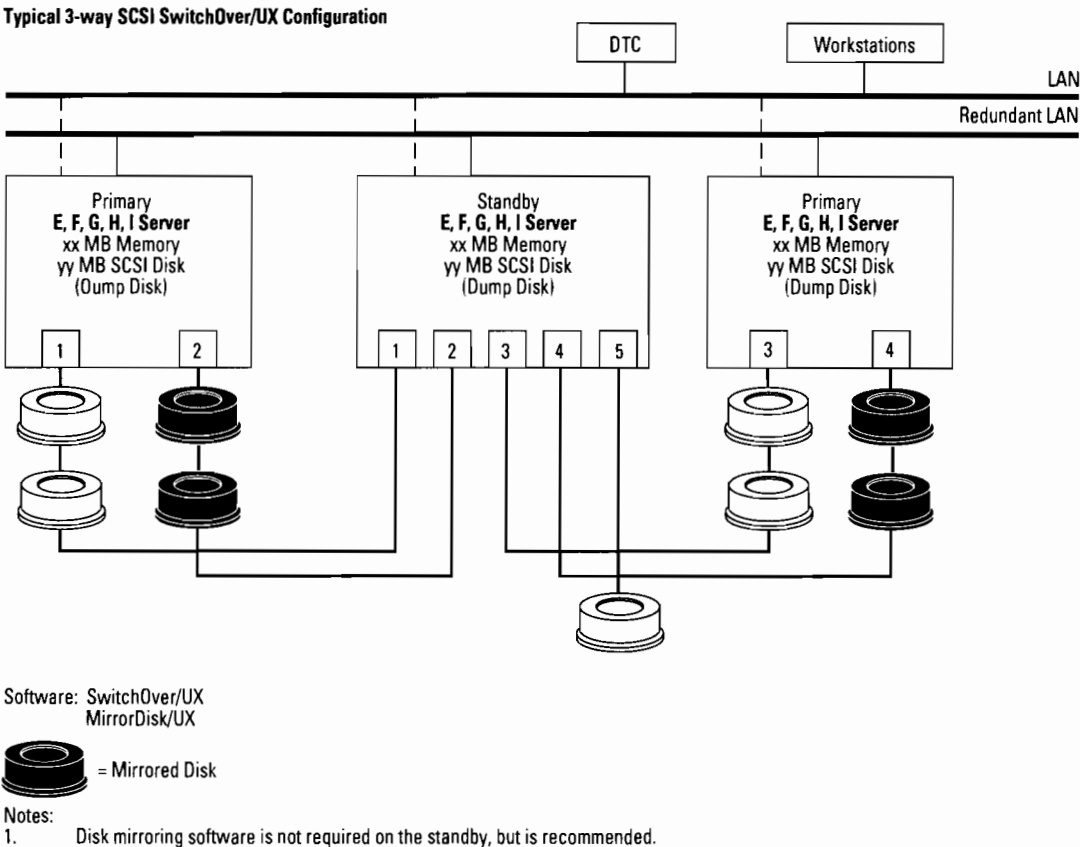 Typical 3-way SCSI SwitchOver/UX Configuration
DTC
Workstations
LAN
Redundant LAN
Primary
E, F, G, H, I Server
xx MB Memory
yy MB SCSI Disk
(Oump Disk)
1
2
Standby
E, F, G, H, I Server
xx MB Memory
yy MB SCSI Disk
(Dump Disk)
1
2
3
4
5
Primary
E, F, G, H, I Server
xx MB Memory
yy MB SCSI Disk
(Dump Disk)
3
4
Software: SwitchOver/UX
MirrorDisk/UX
= Mirrored Disk
Notes:
1. Disk mirroring software is not required on the standby, but is recommended.